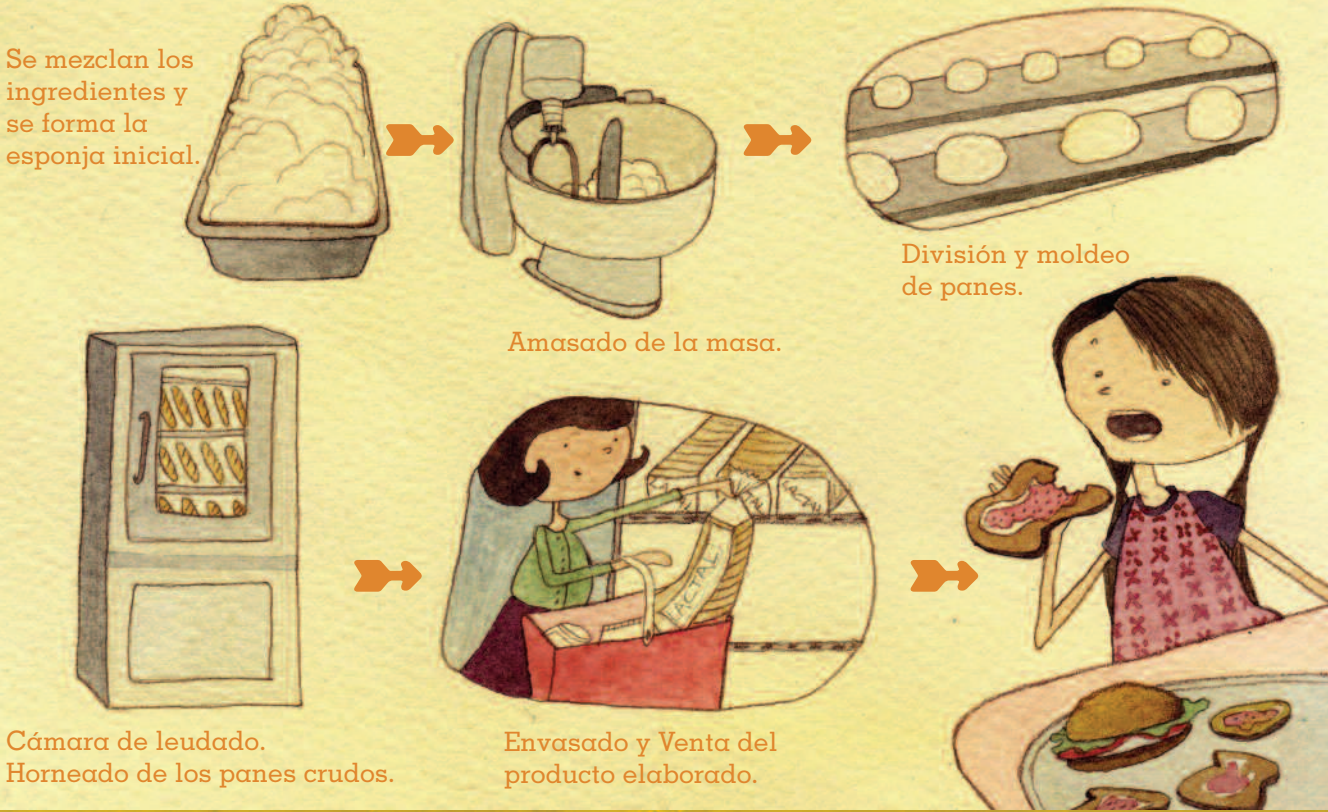 Se mezclan los
ingredientes y
se forma la
esponja inicial.
Amasado de la masa.
División y moldeo
de panes.
Cámara de leudado.
Horneado de los panes crudos.
LACTAL
Envasado y Venta del
producto elaborado.